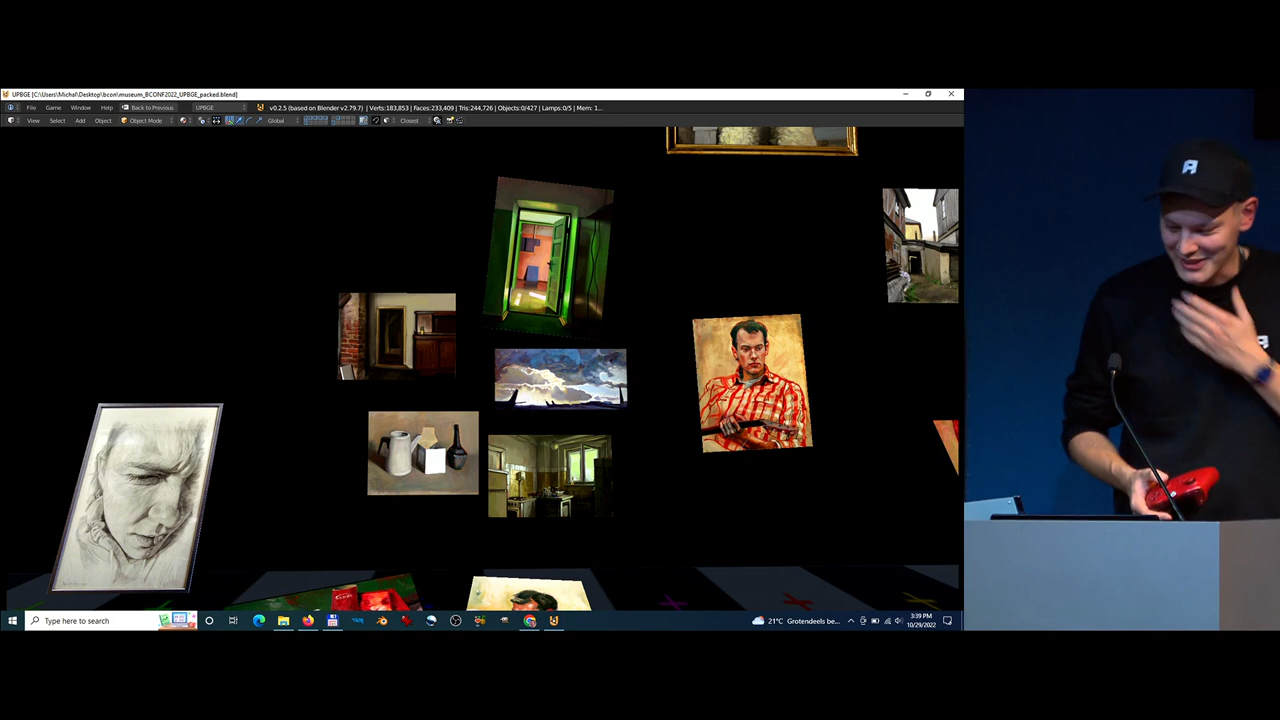 UPBGE [C:\Users\Michal\Desktop\bcon\museum_BCONF2022_UPBGE_packed.blend]
File Game Window Help Back to Previous UPBGE v0.2.5 (based on Blender v2.79.7) | Verts:183,853 | Faces:233,409 | Tris:244,726 | Objects:0/427 | Lamps:0/5 | Mem: 1...
View Select Add Object Object Mode Global Closest
Type here to search
21°C Grotendeels be...
3:39 PM
10/29/2022